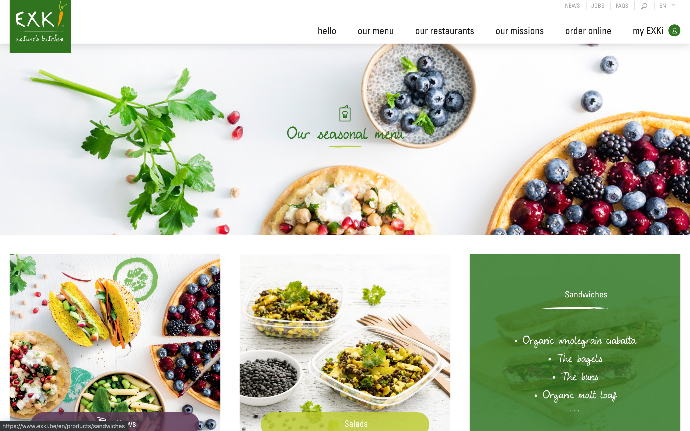 NEWS JOBS FAQS EN
EXKi
nature's kitchen
hello our menu our restaurants our missions order online my EXKi
Our seasonal menu
Sandwiches
• Organic wholegrain ciabatta
• The bagels
• The buns
• Organic malt loaf
...
Salads
https://www.exki.be/en/products/sandwiches